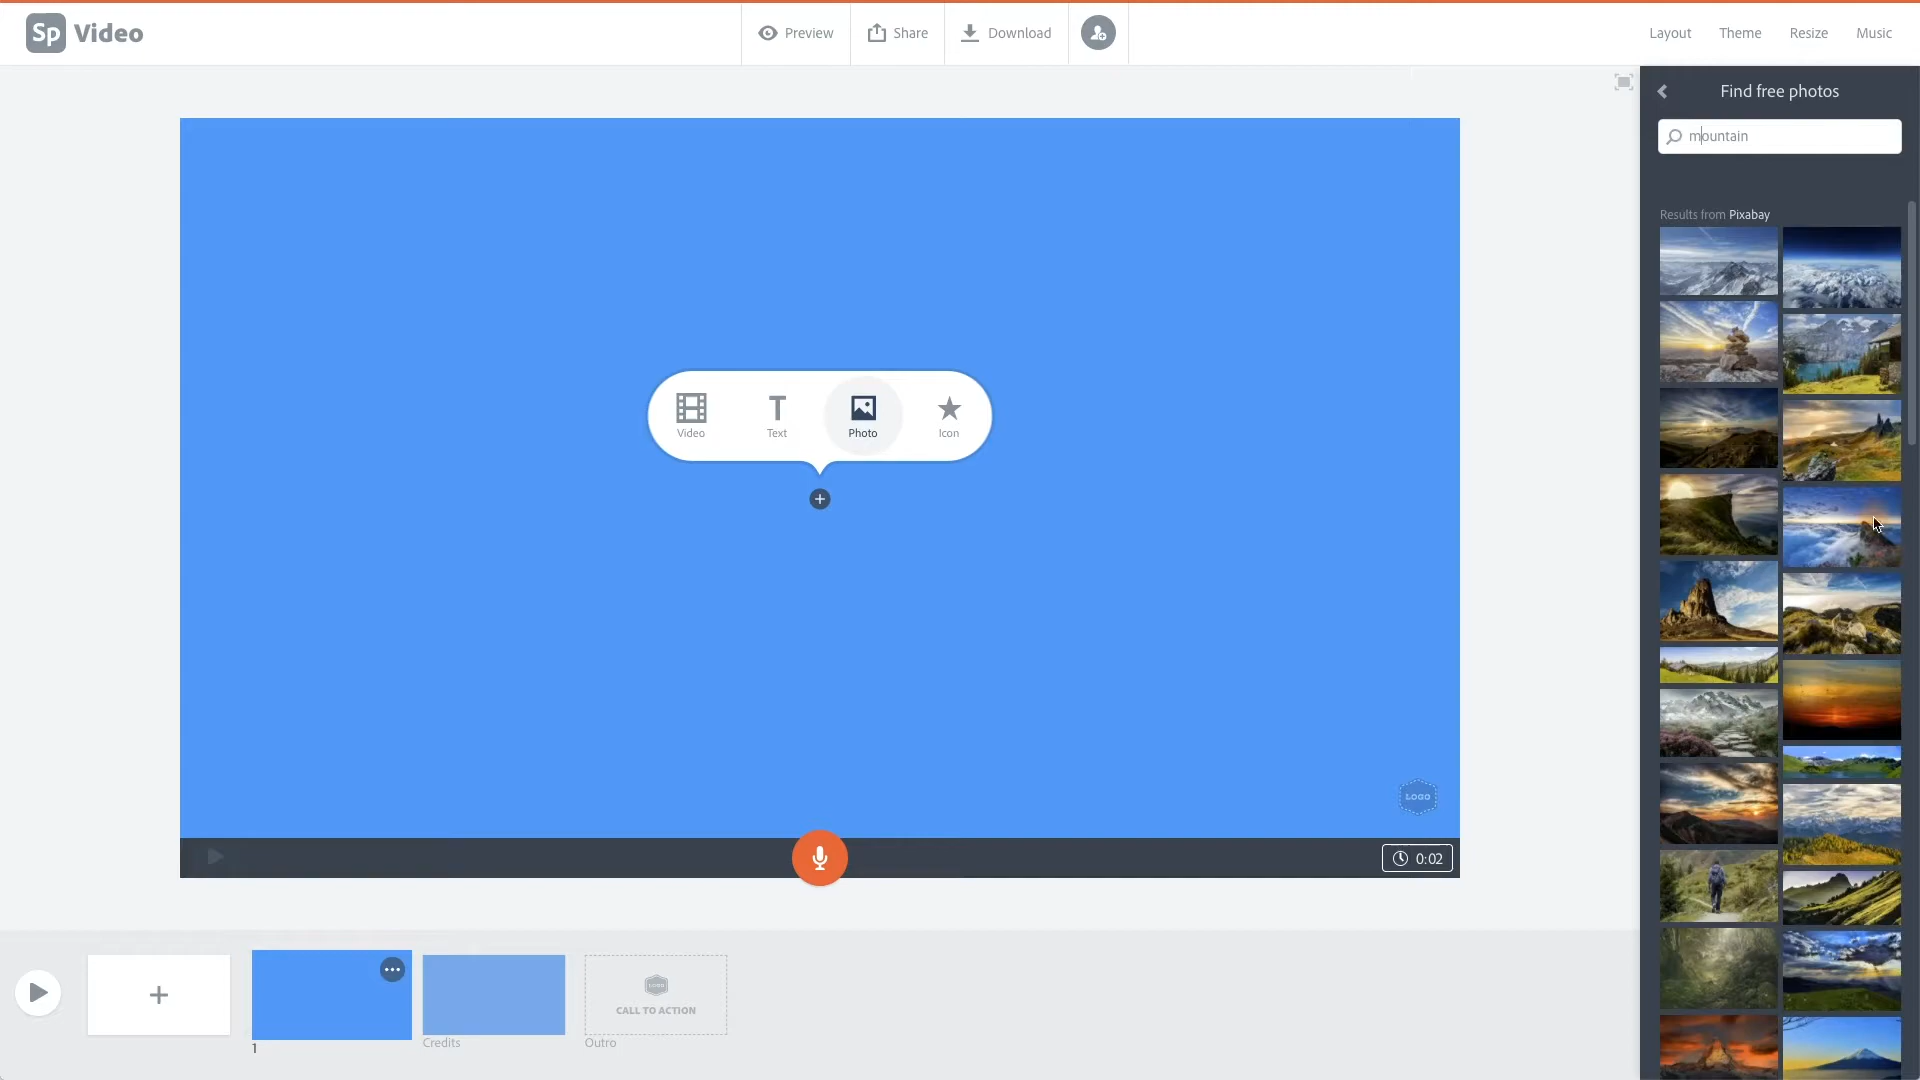 Sp Video
Preview
Share
Download
Layout
Theme
Resize
Music
Find free photos
mountain
Results from Pixabay
Video
Text
Photo
Icon
LOGO
0:02
CALL TO ACTION
1
Credits
Outro